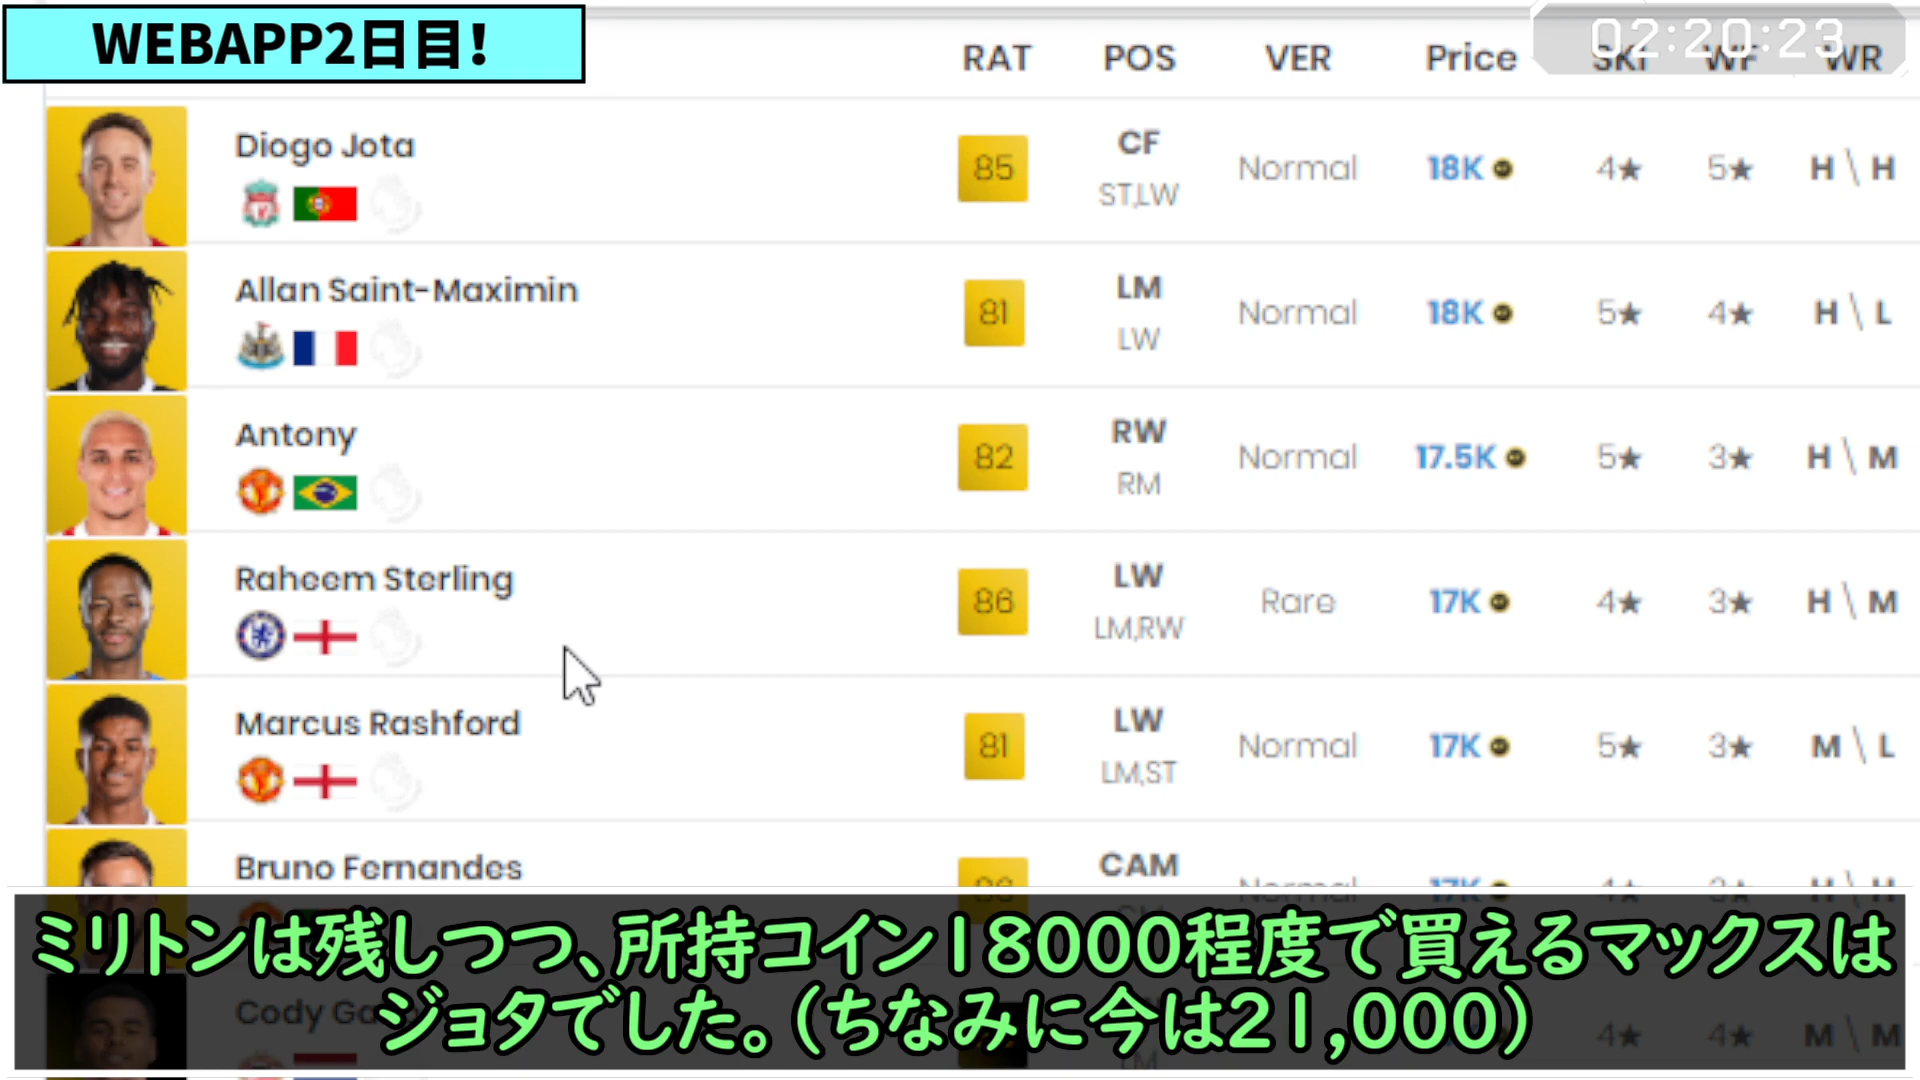 WEBAPP2日目!
02:20:23
RAT POS VER Price SKI WF WR
Diogo Jota 85 CF Normal 18K 4★ 5★ H \ H
ST,LW
Allan Saint-Maximin 81 LM Normal 18K 5★ 4★ H \ L
LW
Antony 82 RW Normal 17.5K 5★ 3★ H \ M
RM
Raheem Sterling 86 LW Rare 17K 4★ 3★ H \ M
LM,RW
Marcus Rashford 81 LW Normal 17K 5★ 3★ M \ L
LM,ST
Bruno Fernandes 86 CAM Normal 17K
ミリトンは残しつつ、所持コイン18000程度で買えるマックスは
ジョタでした。(ちなみに今は21,000)
Cody 4★ 4★ M \ M